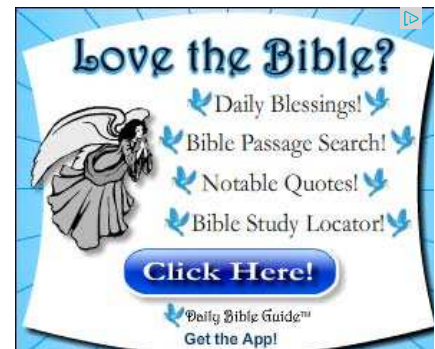 Love the Bible?
Daily Blessings!
Bible Passage Search!
Notable Quotes!
Bible Study Locator!
Click Here!
Daily Bible Guide™
Get the App!